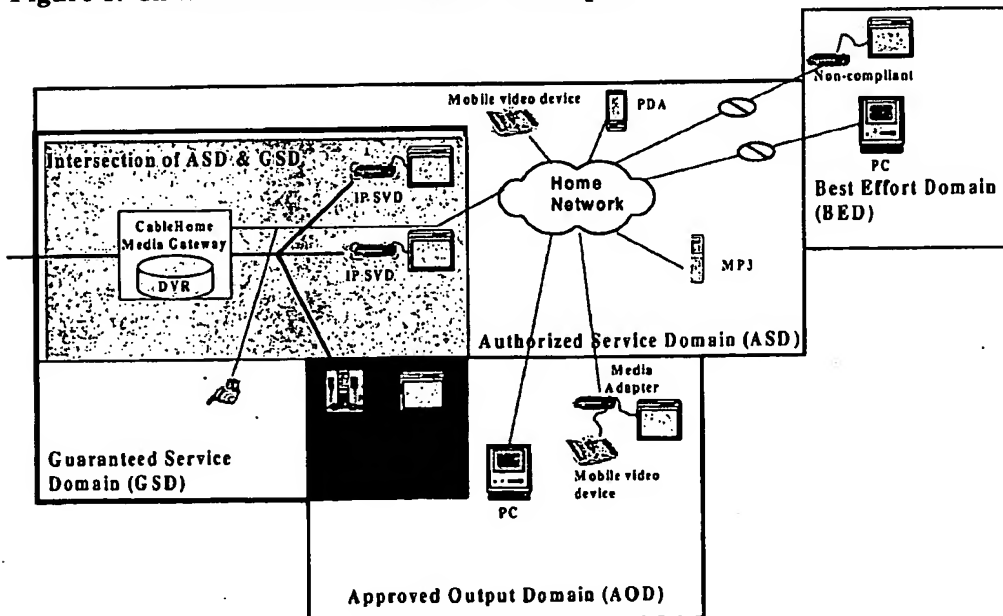 Non-compliant
Mobile video device
PDA
Intersection of ASD & GSD
IP SVD
Home
Network
PC
Best Effort Domain
(BED)
CableHome
Media Gateway
DVR
IP SVD
MP3
Authorized Service Domain (ASD)
Media
Adapter
Guaranteed Service
Domain (GSD)
Mobile video
device
PC
Approved Output Domain (AOD)